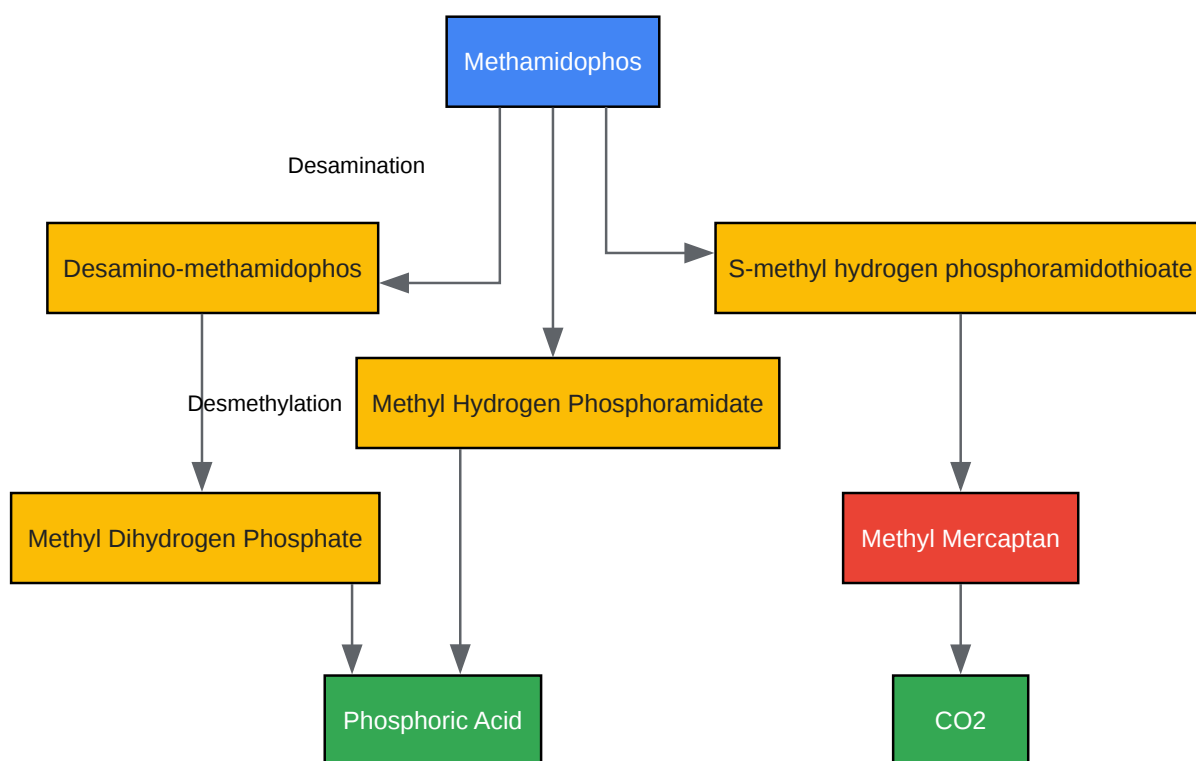 Methamidophos
Desamination
Desamino-methamidophos
S-methyl hydrogen phosphoramidothioate
Desmethylation
Methyl Hydrogen Phosphoramidate
Methyl Dihydrogen Phosphate
Methyl Mercaptan
Phosphoric Acid
CO2